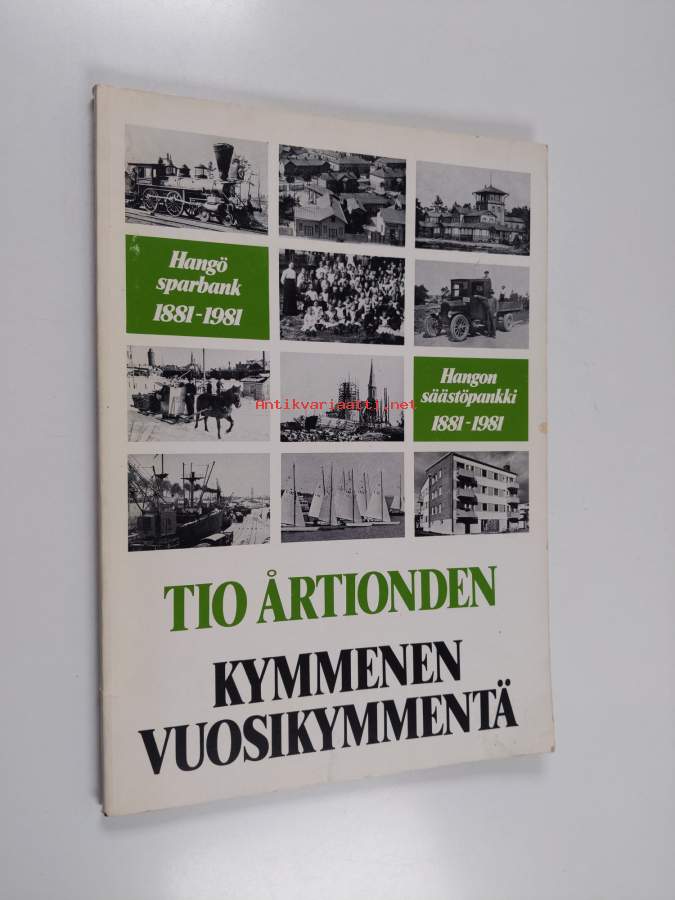 Hangö
sparbank
1881-1981
Hangon
säästöpankki
1881-1981
Antikvariaatti.net
TIO ÅRTIONDEN
KYMMENEN
VUOSIKYMMENTÄ